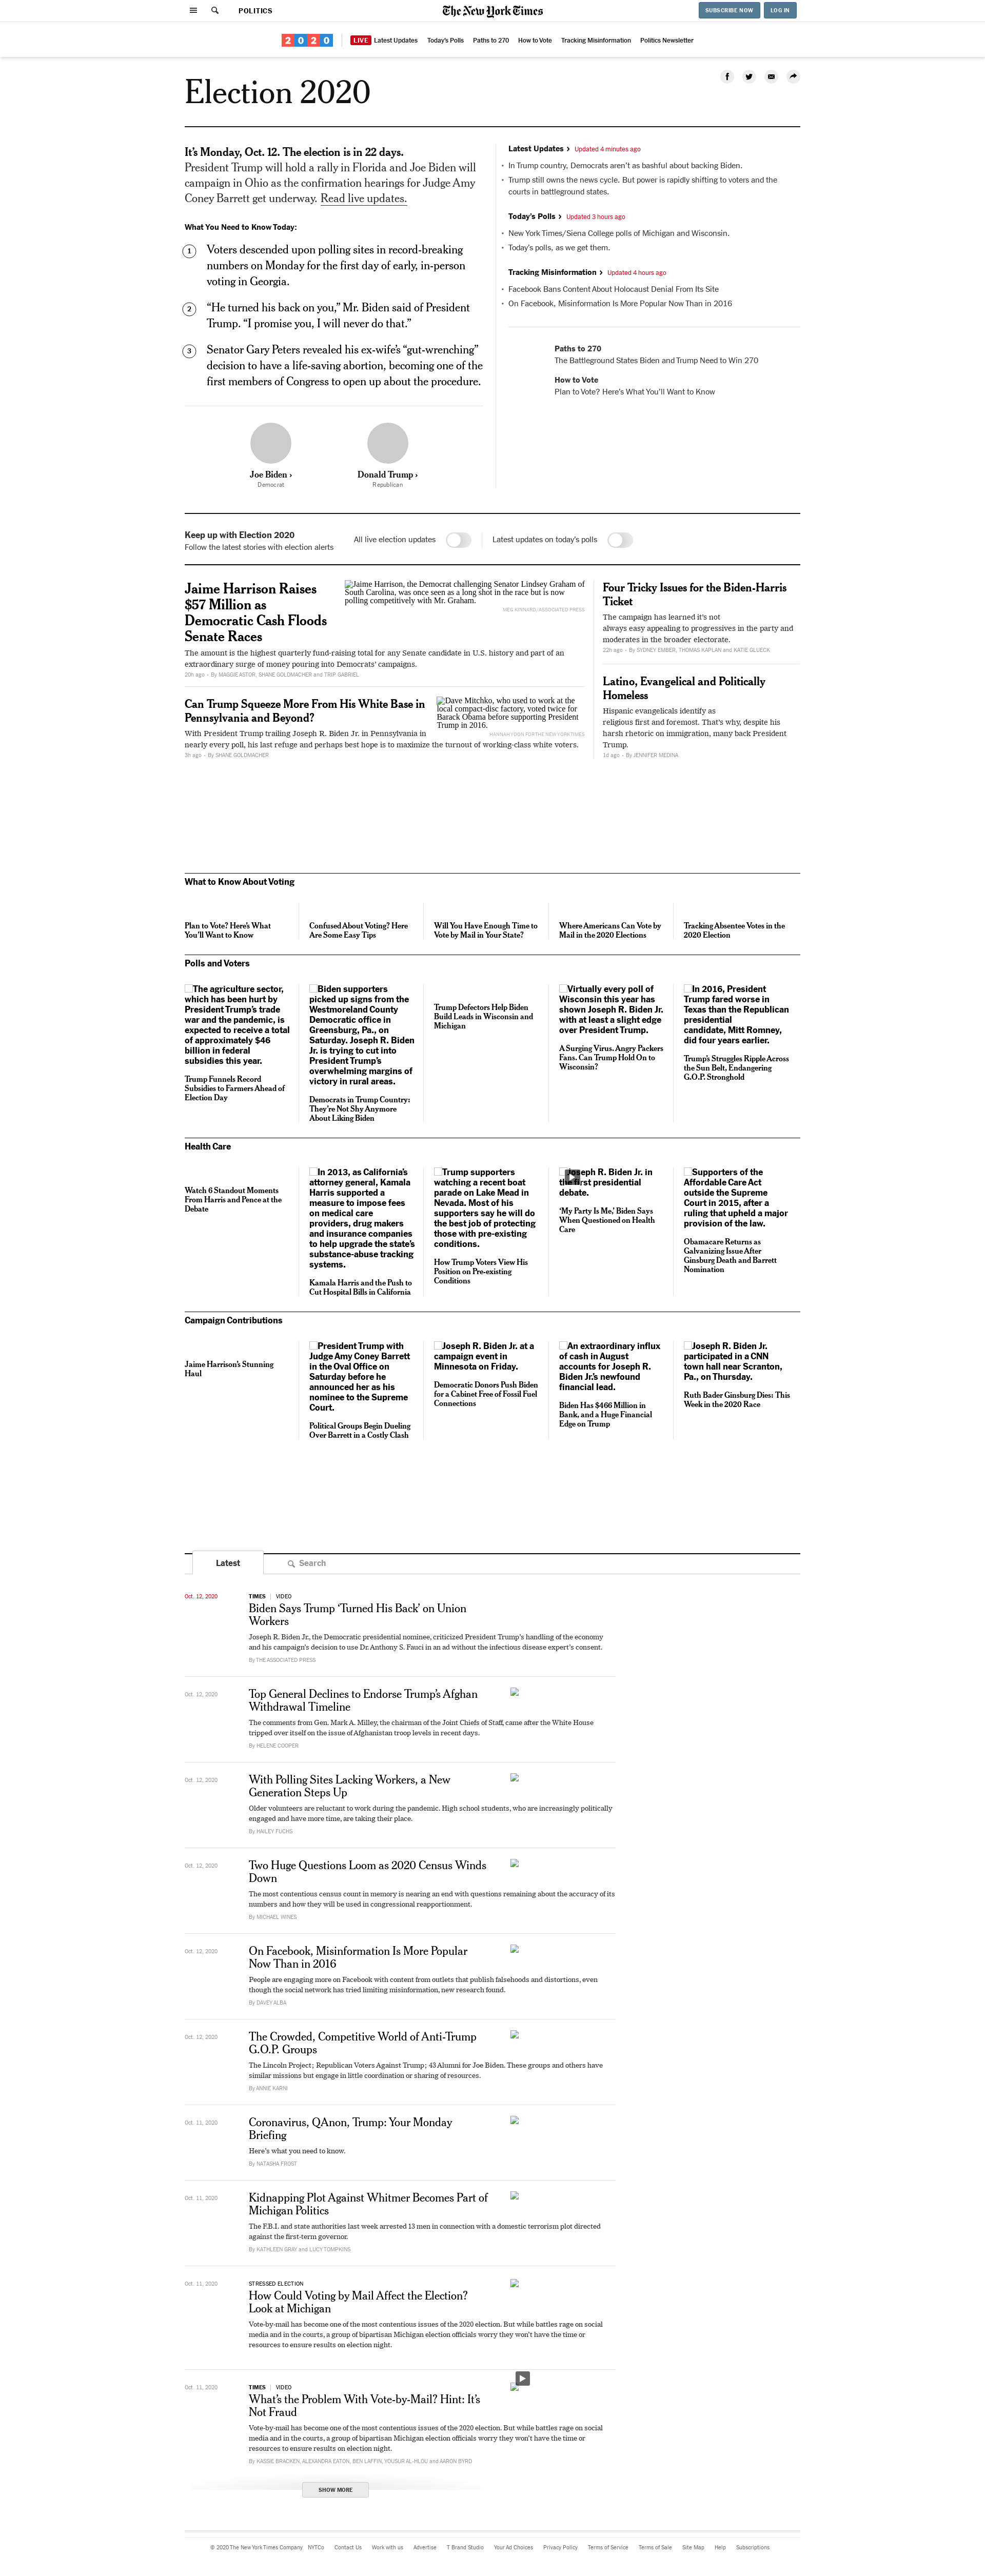 POLITICS
The New York Times
SUBSCRIBE NOW
LOG IN
2020
LIVE Latest Updates
Today's Polls
Paths to 270
How to Vote
Tracking Misinformation
Politics Newsletter
Election 2020
It's Monday, Oct. 12. The election is in 22 days.
President Trump will hold a rally in Florida and Joe Biden will
campaign in Ohio as the confirmation hearings for Judge Amy
Coney Barrett get underway. Read live updates.
What You Need to Know Today:
1
Voters descended upon polling sites in record-breaking
numbers on Monday for the first day of early, in-person
voting in Georgia.
2
“He turned his back on you,” Mr. Biden said of President
Trump. “I promise you, I will never do that.”
3
Senator Gary Peters revealed his ex-wife's “gut-wrenching”
decision to have a life-saving abortion, becoming one of the
first members of Congress to open up about the procedure.
Joe Biden ›
Democrat
Donald Trump ›
Republican
Latest Updates › Updated 4 minutes ago
• In Trump country, Democrats aren't as bashful about backing Biden.
• Trump still owns the news cycle. But power is rapidly shifting to voters and the
courts in battleground states.
Today's Polls › Updated 3 hours ago
• New York Times/Siena College polls of Michigan and Wisconsin.
• Today's polls, as we get them.
Tracking Misinformation › Updated 4 hours ago
• Facebook Bans Content About Holocaust Denial From Its Site
• On Facebook, Misinformation Is More Popular Now Than in 2016
Paths to 270
The Battleground States Biden and Trump Need to Win 270
How to Vote
Plan to Vote? Here's What You'll Want to Know
Keep up with Election 2020
Follow the latest stories with election alerts
All live election updates
Latest updates on today's polls
Jaime Harrison Raises
$57 Million as
Democratic Cash Floods
Senate Races
Jaime Harrison, the Democrat challenging Senator Lindsey Graham of
South Carolina, was once seen as a long shot in the race but is now
polling competitively with Mr. Graham.
MEG KINNARD/ASSOCIATED PRESS
The amount is the highest quarterly fund-raising total for any Senate candidate in U.S. history and part of an
extraordinary surge of money pouring into Democrats' campaigns.
20h ago – By MAGGIE ASTOR, SHANE GOLDMACHER and TRIP GABRIEL
Can Trump Squeeze More From His White Base in
Pennsylvania and Beyond?
Dave Mitchko, who used to work at the
local compact-disc factory, voted twice for
Barack Obama before supporting President
Trump in 2016.
HANNAH YOON FOR THE NEW YORK TIMES
With President Trump trailing Joseph R. Biden Jr. in Pennsylvania in
nearly every poll, his last refuge and perhaps best hope is to maximize the turnout of working-class white voters.
3h ago – By SHANE GOLDMACHER
Four Tricky Issues for the Biden-Harris
Ticket
The campaign has learned it's not
always easy appealing to progressives in the party and
moderates in the broader electorate.
22h ago – By SYDNEY EMBER, THOMAS KAPLAN and KATIE GLUECK
Latino, Evangelical and Politically
Homeless
Hispanic evangelicals identify as
religious first and foremost. That's why, despite his
harsh rhetoric on immigration, many back President
Trump.
1d ago – By JENNIFER MEDINA
What to Know About Voting
Plan to Vote? Here's What
You'll Want to Know
Confused About Voting? Here
Are Some Easy Tips
Will You Have Enough Time to
Vote by Mail in Your State?
Where Americans Can Vote by
Mail in the 2020 Elections
Tracking Absentee Votes in the
2020 Election
Polls and Voters
The agriculture sector,
which has been hurt by
President Trump's trade
war and the pandemic, is
expected to receive a total
of approximately $46
billion in federal
subsidies this year.
Trump Funnels Record
Subsidies to Farmers Ahead of
Election Day
Biden supporters
picked up signs from the
Westmoreland County
Democratic office in
Greensburg, Pa., on
Saturday. Joseph R. Biden
Jr. is trying to cut into
President Trump's
overwhelming margins of
victory in rural areas.
Democrats in Trump Country:
They're Not Shy Anymore
About Liking Biden
Trump Defectors Help Biden
Build Leads in Wisconsin and
Michigan
Virtually every poll of
Wisconsin this year has
shown Joseph R. Biden Jr.
with at least a slight edge
over President Trump.
A Surging Virus. Angry Packers
Fans. Can Trump Hold On to
Wisconsin?
In 2016, President
Trump fared worse in
Texas than the Republican
presidential
candidate, Mitt Romney,
did four years earlier.
Trump's Struggles Ripple Across
the Sun Belt, Endangering
G.O.P. Stronghold
Health Care
Watch 6 Standout Moments
From Harris and Pence at the
Debate
In 2013, as California's
attorney general, Kamala
Harris supported a
measure to impose fees
on medical care
providers, drug makers
and insurance companies
to help upgrade the state's
substance-abuse tracking
systems.
Kamala Harris and the Push to
Cut Hospital Bills in California
Trump supporters
watching a recent boat
parade on Lake Mead in
Nevada. Most of his
supporters say he will do
the best job of protecting
those with pre-existing
conditions.
How Trump Voters View His
Position on Pre-existing
Conditions
Joseph R. Biden Jr. in
the first presidential
debate.
‘My Party Is Me,’ Biden Says
When Questioned on Health
Care
Supporters of the
Affordable Care Act
outside the Supreme
Court in 2015, after a
ruling that upheld a major
provision of the law.
Obamacare Returns as
Galvanizing Issue After
Ginsburg Death and Barrett
Nomination
Campaign Contributions
Jaime Harrison's Stunning
Haul
President Trump with
Judge Amy Coney Barrett
in the Oval Office on
Saturday before he
announced her as his
nominee to the Supreme
Court.
Political Groups Begin Dueling
Over Barrett in a Costly Clash
Joseph R. Biden Jr. at a
campaign event in
Minnesota on Friday.
Democratic Donors Push Biden
for a Cabinet Free of Fossil Fuel
Connections
An extraordinary influx
of cash in August
accounts for Joseph R.
Biden Jr.'s newfound
financial lead.
Biden Has $466 Million in
Bank, and a Huge Financial
Edge on Trump
Joseph R. Biden Jr.
participated in a CNN
town hall near Scranton,
Pa., on Thursday.
Ruth Bader Ginsburg Dies: This
Week in the 2020 Race
Latest
Search
Oct. 12, 2020
TIMES | VIDEO
Biden Says Trump ‘Turned His Back’ on Union
Workers
Joseph R. Biden Jr., the Democratic presidential nominee, criticized President Trump's handling of the economy
and his campaign's decision to use Dr. Anthony S. Fauci in an ad without the infectious disease expert's consent.
By THE ASSOCIATED PRESS
Oct. 12, 2020
Top General Declines to Endorse Trump's Afghan
Withdrawal Timeline
The comments from Gen. Mark A. Milley, the chairman of the Joint Chiefs of Staff, came after the White House
tripped over itself on the issue of Afghanistan troop levels in recent days.
By HELENE COOPER
Oct. 12, 2020
With Polling Sites Lacking Workers, a New
Generation Steps Up
Older volunteers are reluctant to work during the pandemic. High school students, who are increasingly politically
engaged and have more time, are taking their place.
By HAILEY FUCHS
Oct. 12, 2020
Two Huge Questions Loom as 2020 Census Winds
Down
The most contentious census count in memory is nearing an end with questions remaining about the accuracy of its
numbers and how they will be used in congressional reapportionment.
By MICHAEL WINES
Oct. 12, 2020
On Facebook, Misinformation Is More Popular
Now Than in 2016
People are engaging more on Facebook with content from outlets that publish falsehoods and distortions, even
though the social network has tried limiting misinformation, new research found.
By DAVEY ALBA
Oct. 12, 2020
The Crowded, Competitive World of Anti-Trump
G.O.P. Groups
The Lincoln Project; Republican Voters Against Trump; 43 Alumni for Joe Biden. These groups and others have
similar missions but engage in little coordination or sharing of resources.
By ANNIE KARNI
Oct. 11, 2020
Coronavirus, QAnon, Trump: Your Monday
Briefing
Here's what you need to know.
By NATASHA FROST
Oct. 11, 2020
Kidnapping Plot Against Whitmer Becomes Part of
Michigan Politics
The F.B.I. and state authorities last week arrested 13 men in connection with a domestic terrorism plot directed
against the first-term governor.
By KATHLEEN GRAY and LUCY TOMPKINS
Oct. 11, 2020
STRESSED ELECTION
How Could Voting by Mail Affect the Election?
Look at Michigan
Vote-by-mail has become one of the most contentious issues of the 2020 election. But while battles rage on social
media and in the courts, a group of bipartisan Michigan election officials worry they won't have the time or
resources to ensure results on election night.
Oct. 11, 2020
TIMES | VIDEO
What's the Problem With Vote-by-Mail? Hint: It's
Not Fraud
Vote-by-mail has become one of the most contentious issues of the 2020 election. But while battles rage on social
media and in the courts, a group of bipartisan Michigan election officials worry they won't have the time or
resources to ensure results on election night.
By KASSIE BRACKEN, ALEXANDRA EATON, BEN LAFFIN, YOUSUR AL-HLOU and AARON BYRD
SHOW MORE
© 2020 The New York Times Company
NYTCo
Contact Us
Work with us
Advertise
T Brand Studio
Your Ad Choices
Privacy Policy
Terms of Service
Terms of Sale
Site Map
Help
Subscriptions